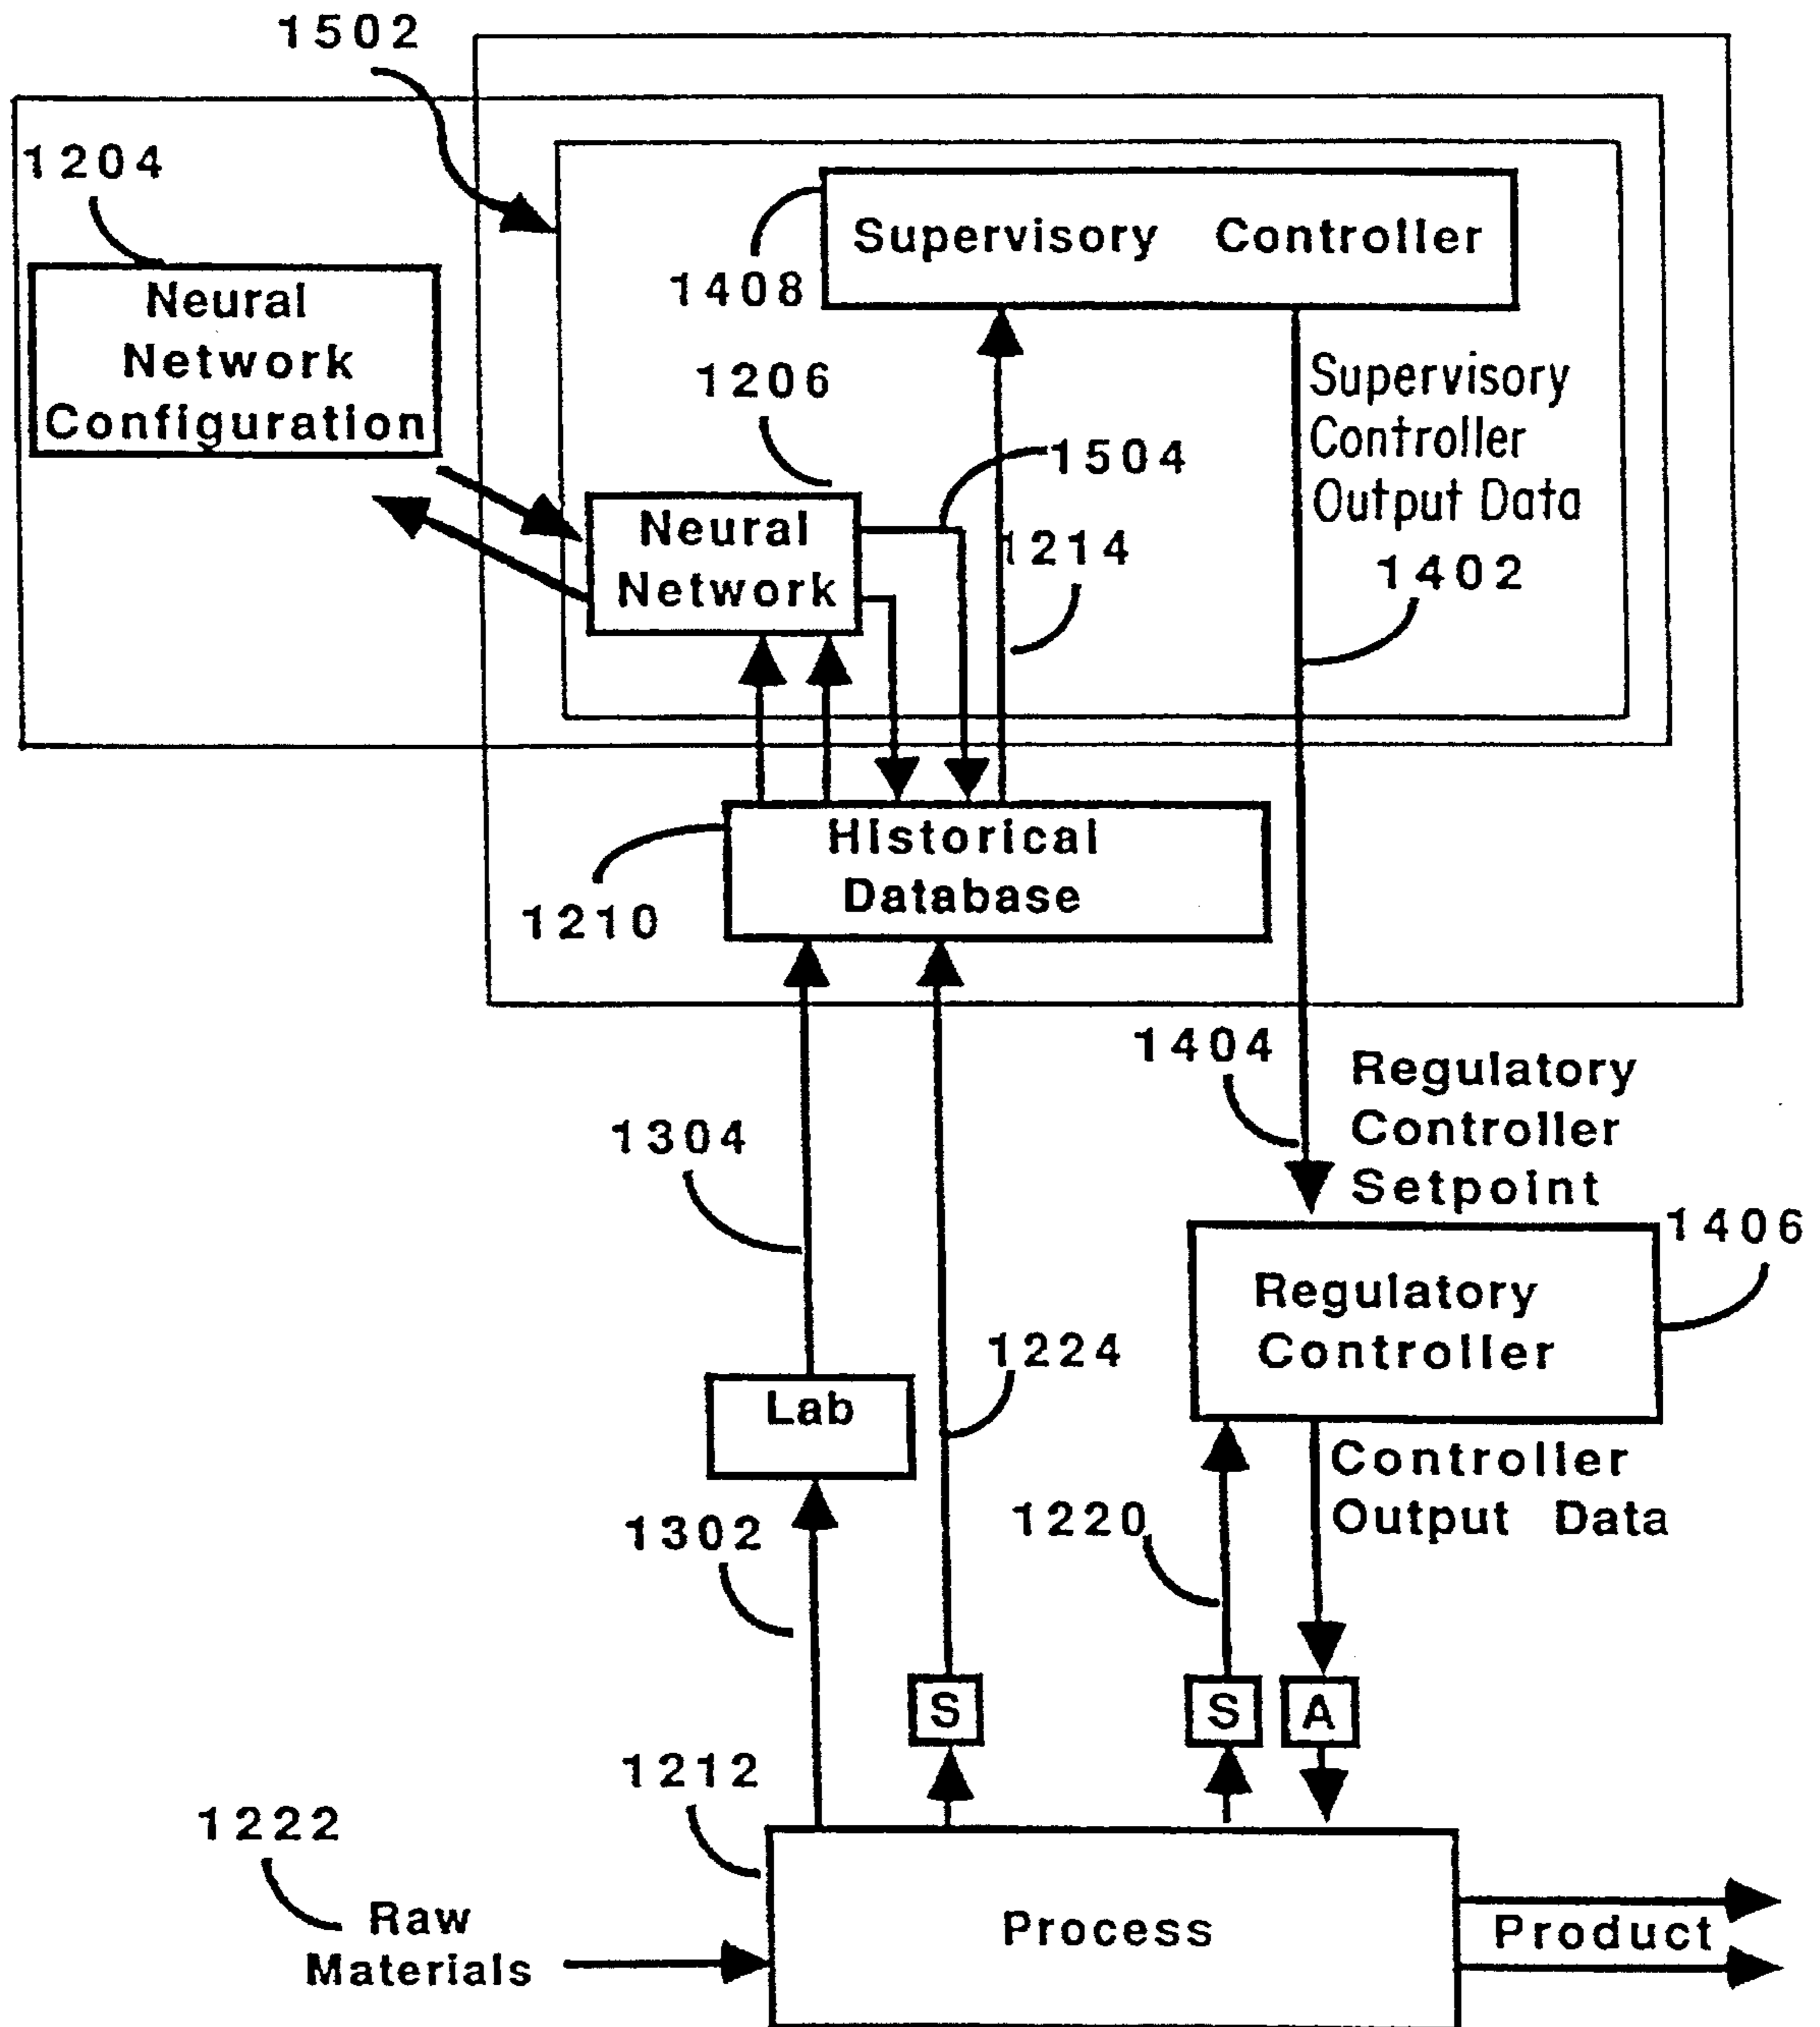 1502
1204
Neural
Network
Configuration
Supervisory Controller
1408
1206
Supervisory
Controller
Output Data
1504
Neural
Network
1214
1402
Historical
Database
1210
1404
Regulatory
Controller
Setpoint
1304
1406
Regulatory
Controller
1224
Lab
Controller
Output Data
1302
1220
S
S
A
1212
1222
Raw
Materials
Process
Product